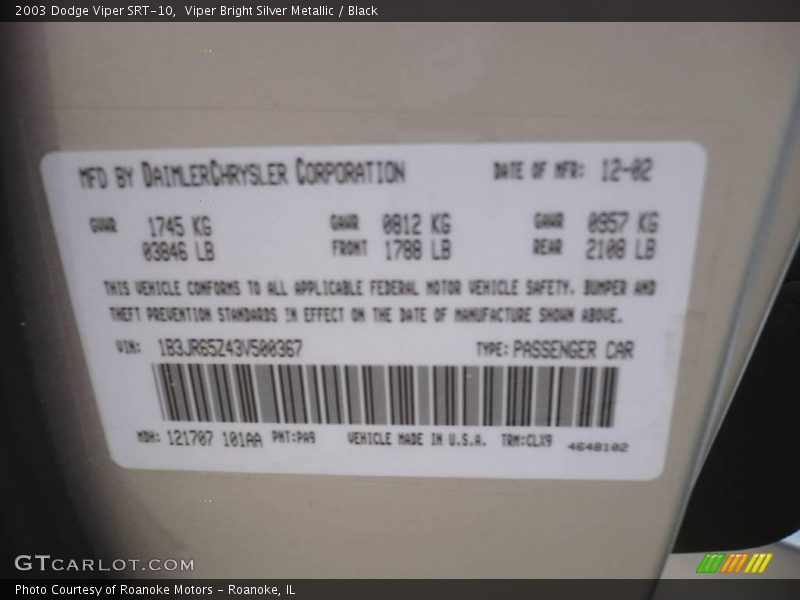 2003 Dodge Viper SRT-10,  Viper Bright Silver Metallic / Black
MFD BY DAIMLERCHRYSLER CORPORATION DATE OF MFR: 12-02
GVWR 1745 KG GAWR 0812 KG GAWR 0957 KG
03846 LB FRONT 1788 LB REAR 2108 LB
THIS VEHICLE CONFORMS TO ALL APPLICABLE FEDERAL MOTOR VEHICLE SAFETY, BUMPER AND
THEFT PREVENTION STANDARDS IN EFFECT ON THE DATE OF MANUFACTURE SHOWN ABOVE.
VIN: 1B3JR65Z43V500367 TYPE: PASSENGER CAR
MDH: 121707 101AA PNT:PA9 VEHICLE MADE IN U.S.A. TRM:CLX9 4648102
GTCARLOT.COM
Photo Courtesy of Roanoke Motors - Roanoke, IL